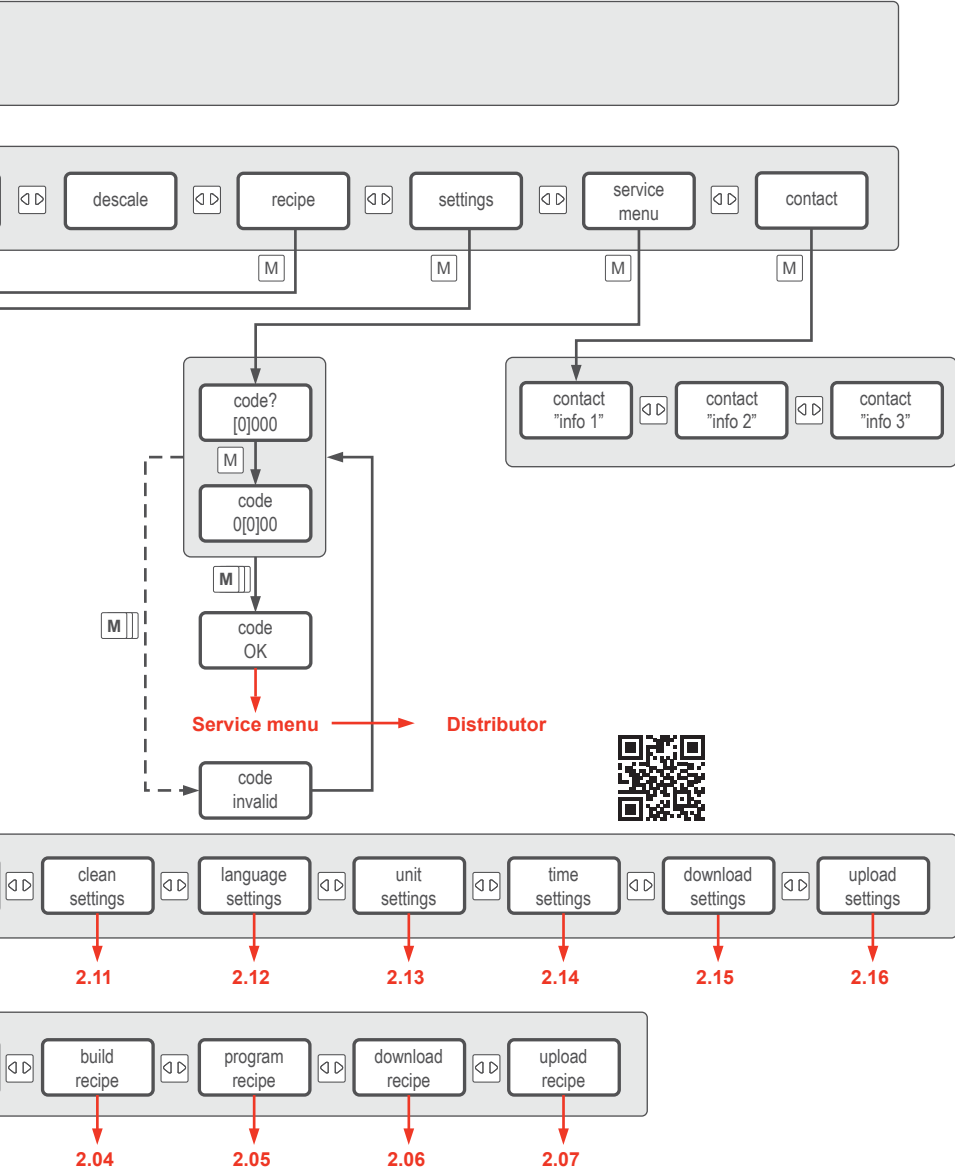 descale
recipe
settings
service
menu
contact
M
M
M
M
code?
[0]000
M
code
0[0]00
contact
"info 1"
contact
"info 2"
contact
"info 3"
M
M
code
OK
Service menu
Distributor
code
invalid
clean
settings
language
settings
unit
settings
time
settings
download
settings
upload
settings
2.11
2.12
2.13
2.14
2.15
2.16
build
recipe
program
recipe
download
recipe
upload
recipe
2.04
2.05
2.06
2.07